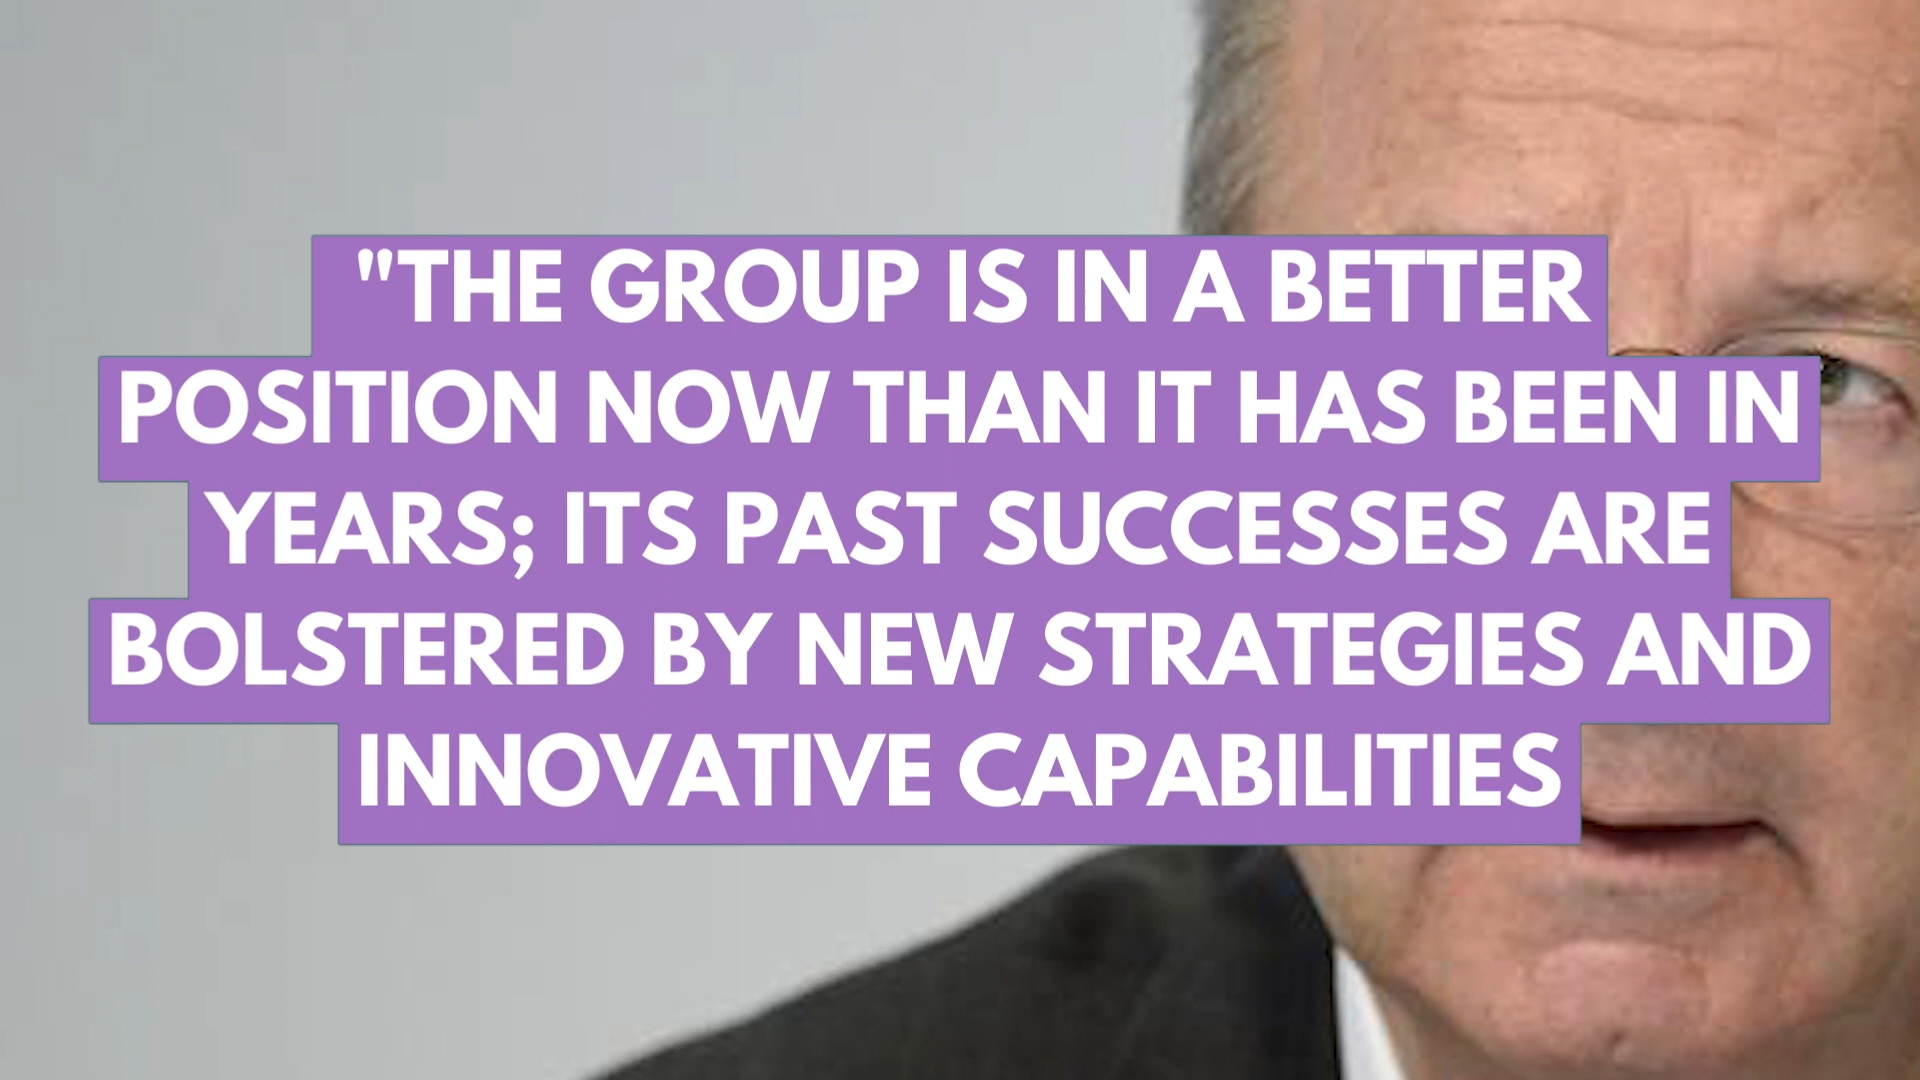 "THE GROUP IS IN A BETTER
POSITION NOW THAN IT HAS BEEN IN
YEARS; ITS PAST SUCCESSES ARE
BOLSTERED BY NEW STRATEGIES AND
INNOVATIVE CAPABILITIES